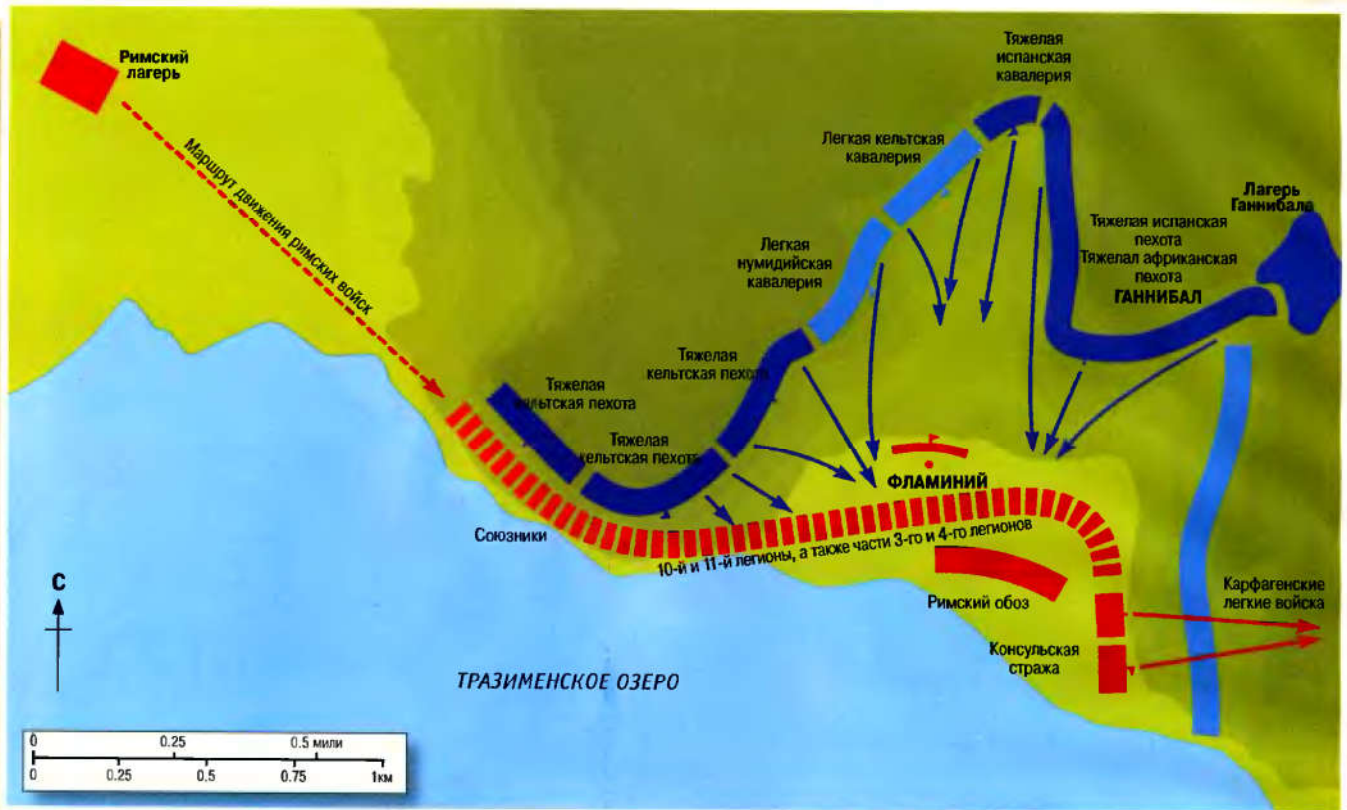 Римский
лагерь
Маршрут движения римских войск
Тяжелая
испанская
кавалерия
Легкая кельтская
кавалерия
Лагерь
Ганнибала
Легкая
нумидийская
кавалерия
Тяжелая испанская
пехота
Тяжелал африканская
пехота
ГАННИБАЛ
Тяжелая
кельтская пехота
Тяжелая
кельтская пехота
Тяжелая
кельтская пехота
ФЛАМИНИЙ
Союзники
10-й и 11-й легионы, а также части 3-го и 4-го легионов
Римский обоз
Карфагенские
легкие войска
Консульская
стража
С
ТРАЗИМЕНСКОЕ ОЗЕРО
0 0.25 0.5 мили
0 0.25 0.5 0.75 1км